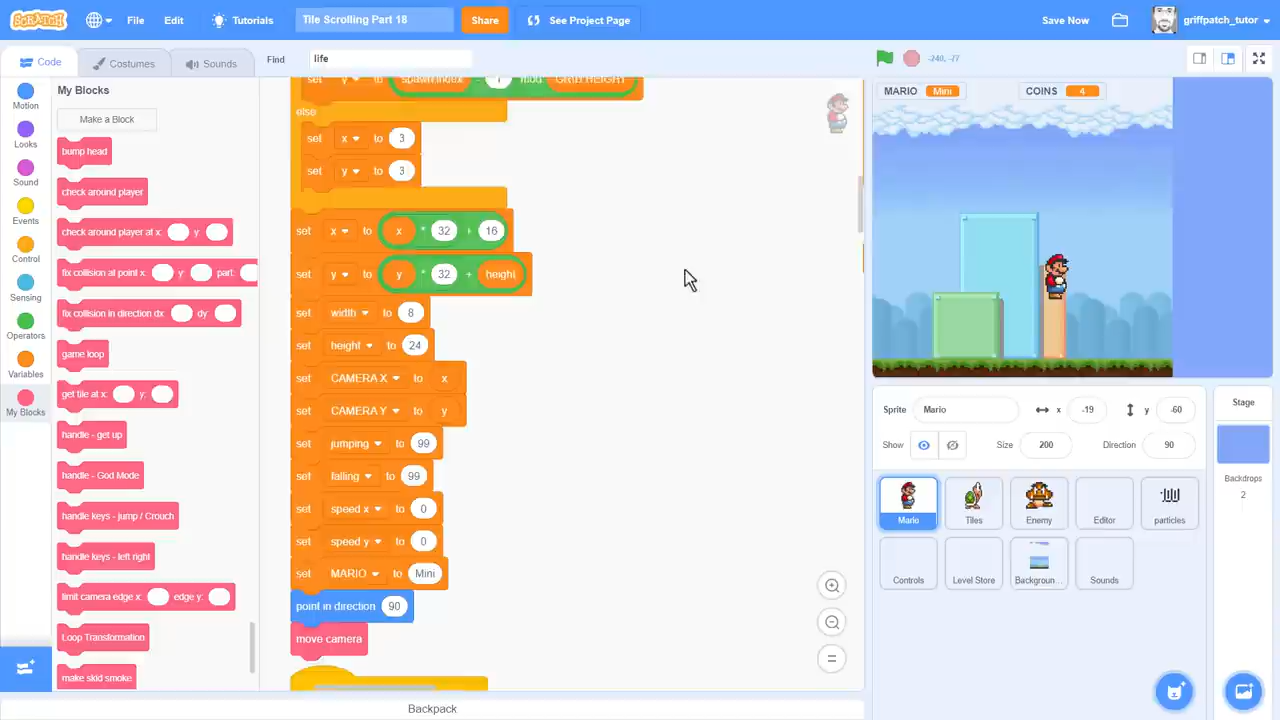 SCRATCH File Edit Tutorials Tile Scrolling Part 18 Share See Project Page Save Now griffpatch_tutor
Code Costumes Sounds Find life -240, -77
My Blocks
Make a Block
Motion
Looks
Sound
Events
Control
Sensing
Operators
Variables
My Blocks
bump head
check around player
check around player at x: y:
fix collision at point x: y: part:
fix collision in direction dx: dy:
game loop
get tile at x: y:
handle - get up
handle - God Mode
handle keys - jump / Crouch
handle keys - left right
limit camera edge x: edge y:
Loop Transformation
make skid smoke
set y to spawn index - 1 mod GRID HEIGHT
else
set x to 3
set y to 3
set x to x * 32 + 16
set y to y * 32 + height
set width to 8
set height to 24
set CAMERA X to x
set CAMERA Y to y
set jumping to 99
set falling to 99
set speed x to 0
set speed y to 0
set MARIO to Mini
point in direction 90
move camera
MARIO Mini COINS 4
Sprite Mario x -19 y -60
Show Size 200 Direction 90
Stage
Backdrops
2
Mario Tiles Enemy Editor particles
Controls Level Store Backgroun... Sounds
Backpack